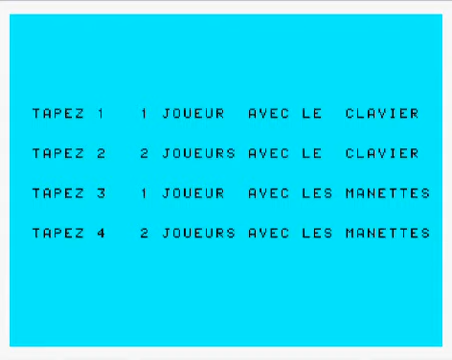 TAPEZ 1 1 JOUEUR AVEC LE CLAVIER
TAPEZ 2 2 JOUEURS AVEC LE CLAVIER
TAPEZ 3 1 JOUEUR AVEC LES MANETTES
TAPEZ 4 2 JOUEURS AVEC LES MANETTES